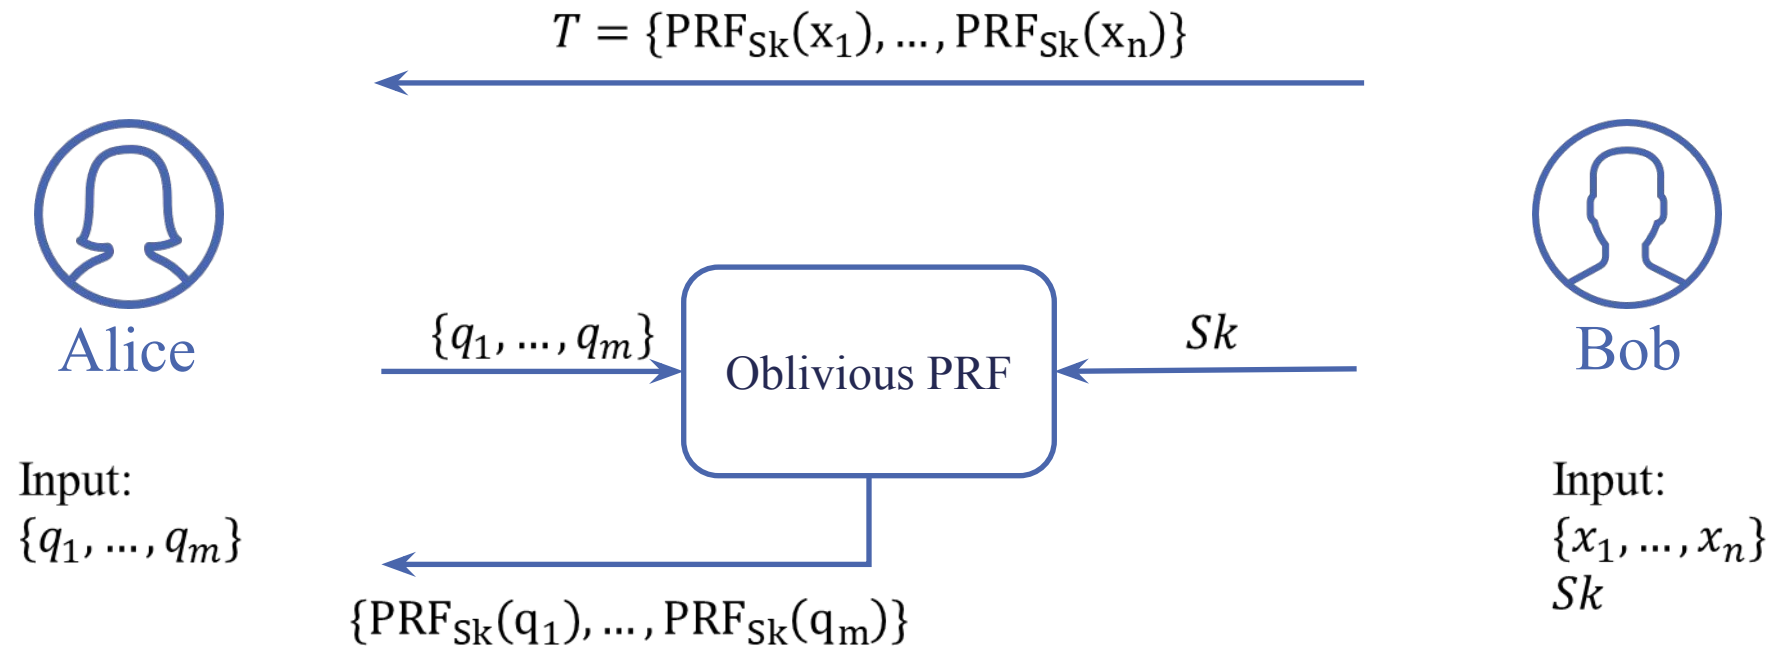 T = {PRF_Sk(x_1), …, PRF_Sk(x_n)}
Alice
{q_1, …, q_m}
Sk
Oblivious PRF
Bob
Input:
{q_1, …, q_m}
Input:
{x_1, …, x_n}
Sk
{PRF_Sk(q_1), …, PRF_Sk(q_m)}